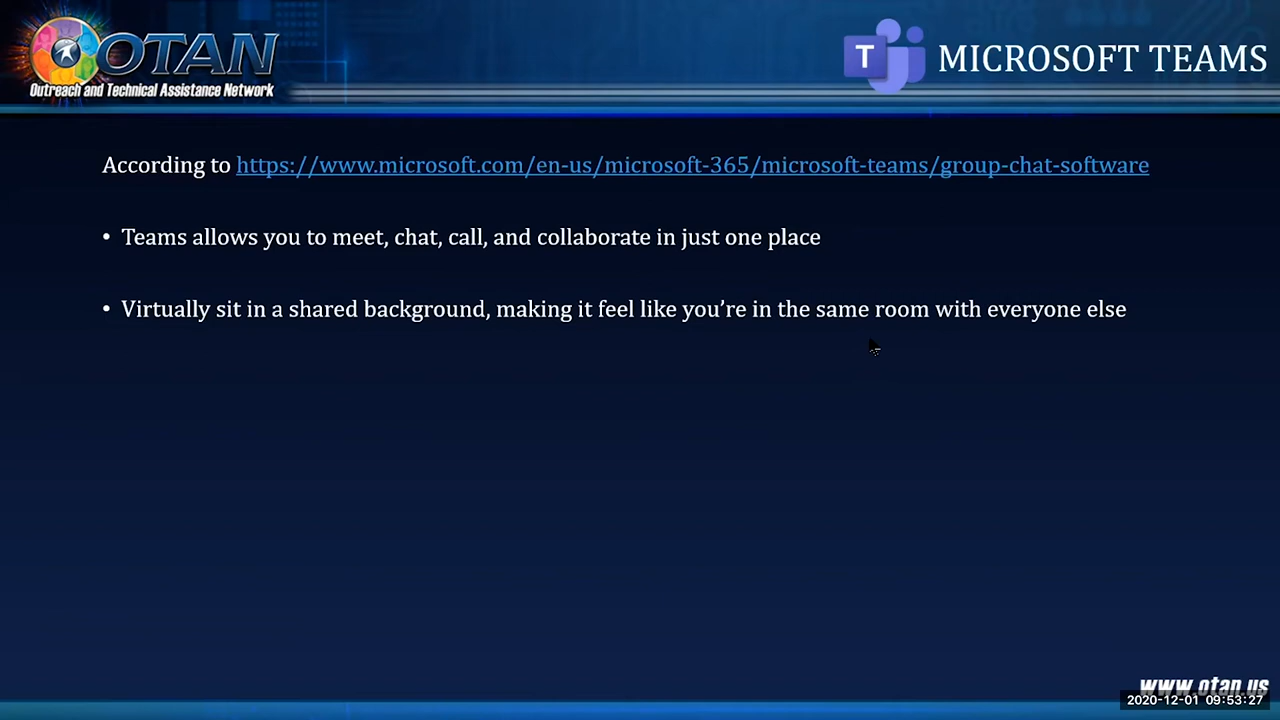 OTAN
Outreach and Technical Assistance Network
T MICROSOFT TEAMS
According to https://www.microsoft.com/en-us/microsoft-365/microsoft-teams/group-chat-software
• Teams allows you to meet, chat, call, and collaborate in just one place
• Virtually sit in a shared background, making it feel like you’re in the same room with everyone else
www.otan.us
2020-12-01 09:53:27